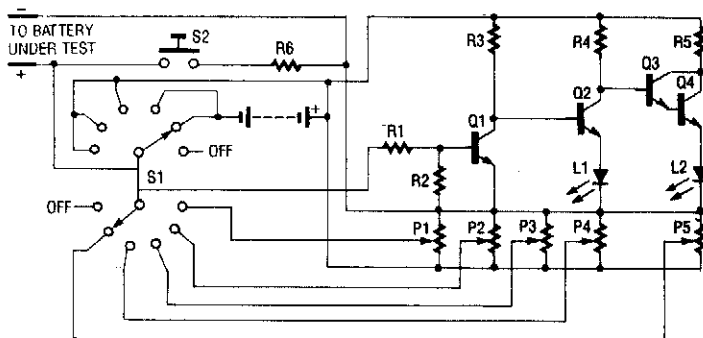 −
TO BATTERY
UNDER TEST
+
S2
R6
R3
R4
R5
Q3
Q4
Q2
Q1
+
R1
OFF
S1
R2
L1
L2
OFF
P1
P2
P3
P4
P5